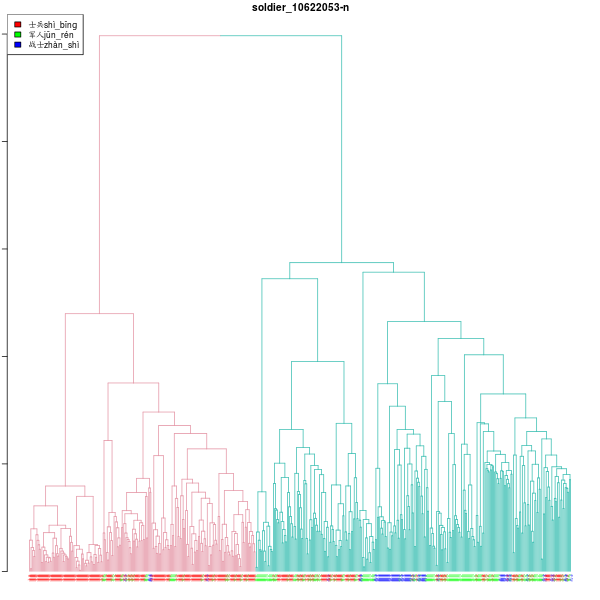 soldier_10622053-n
士兵shì_bīng
军人jūn_rén
战士zhàn_shì